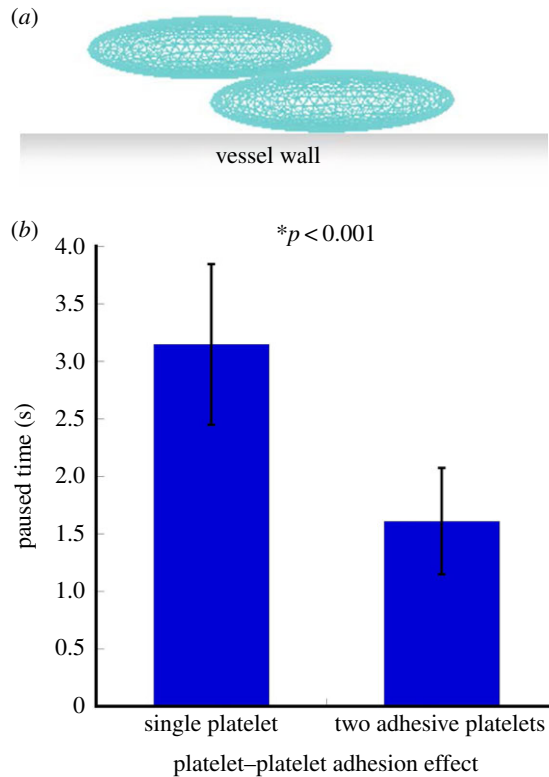 (a)
vessel wall
(b)
*p < 0.001
4.0
3.5
3.0
2.5
2.0
1.5
1.0
0.5
0
paused time (s)
single platelet
two adhesive platelets
platelet–platelet adhesion effect